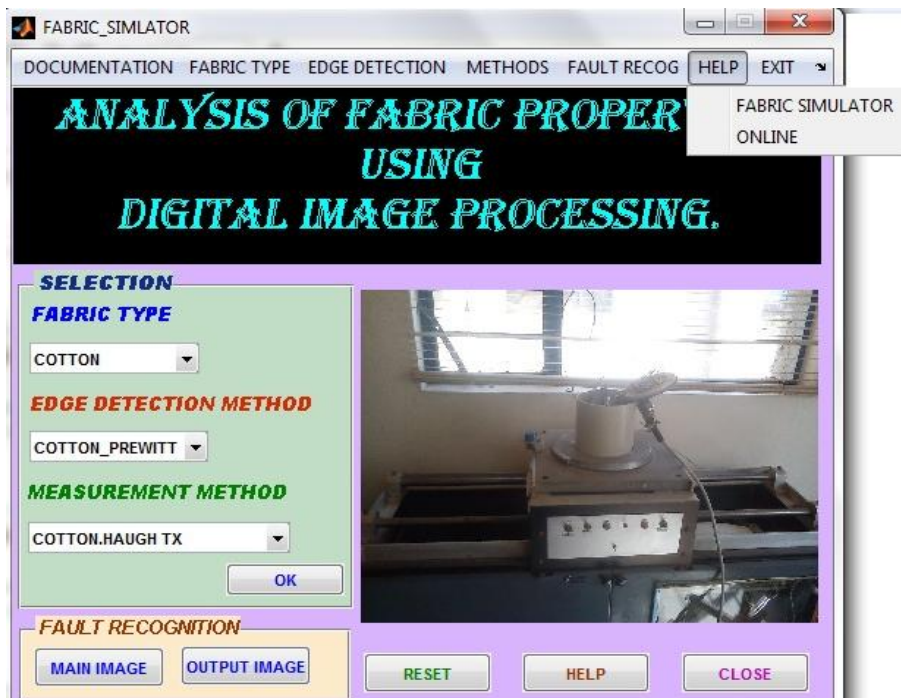 FABRIC_SIMLATOR
DOCUMENTATION FABRIC TYPE EDGE DETECTION METHODS FAULT RECOG HELP EXIT
FABRIC SIMULATOR
ONLINE
ANALYSIS OF FABRIC PROPER
USING
DIGITAL IMAGE PROCESSING.
SELECTION
FABRIC TYPE
COTTON
EDGE DETECTION METHOD
COTTON_PREWITT
MEASUREMENT METHOD
COTTON.HAUGH TX
OK
FAULT RECOGNITION
MAIN IMAGE OUTPUT IMAGE
RESET HELP CLOSE